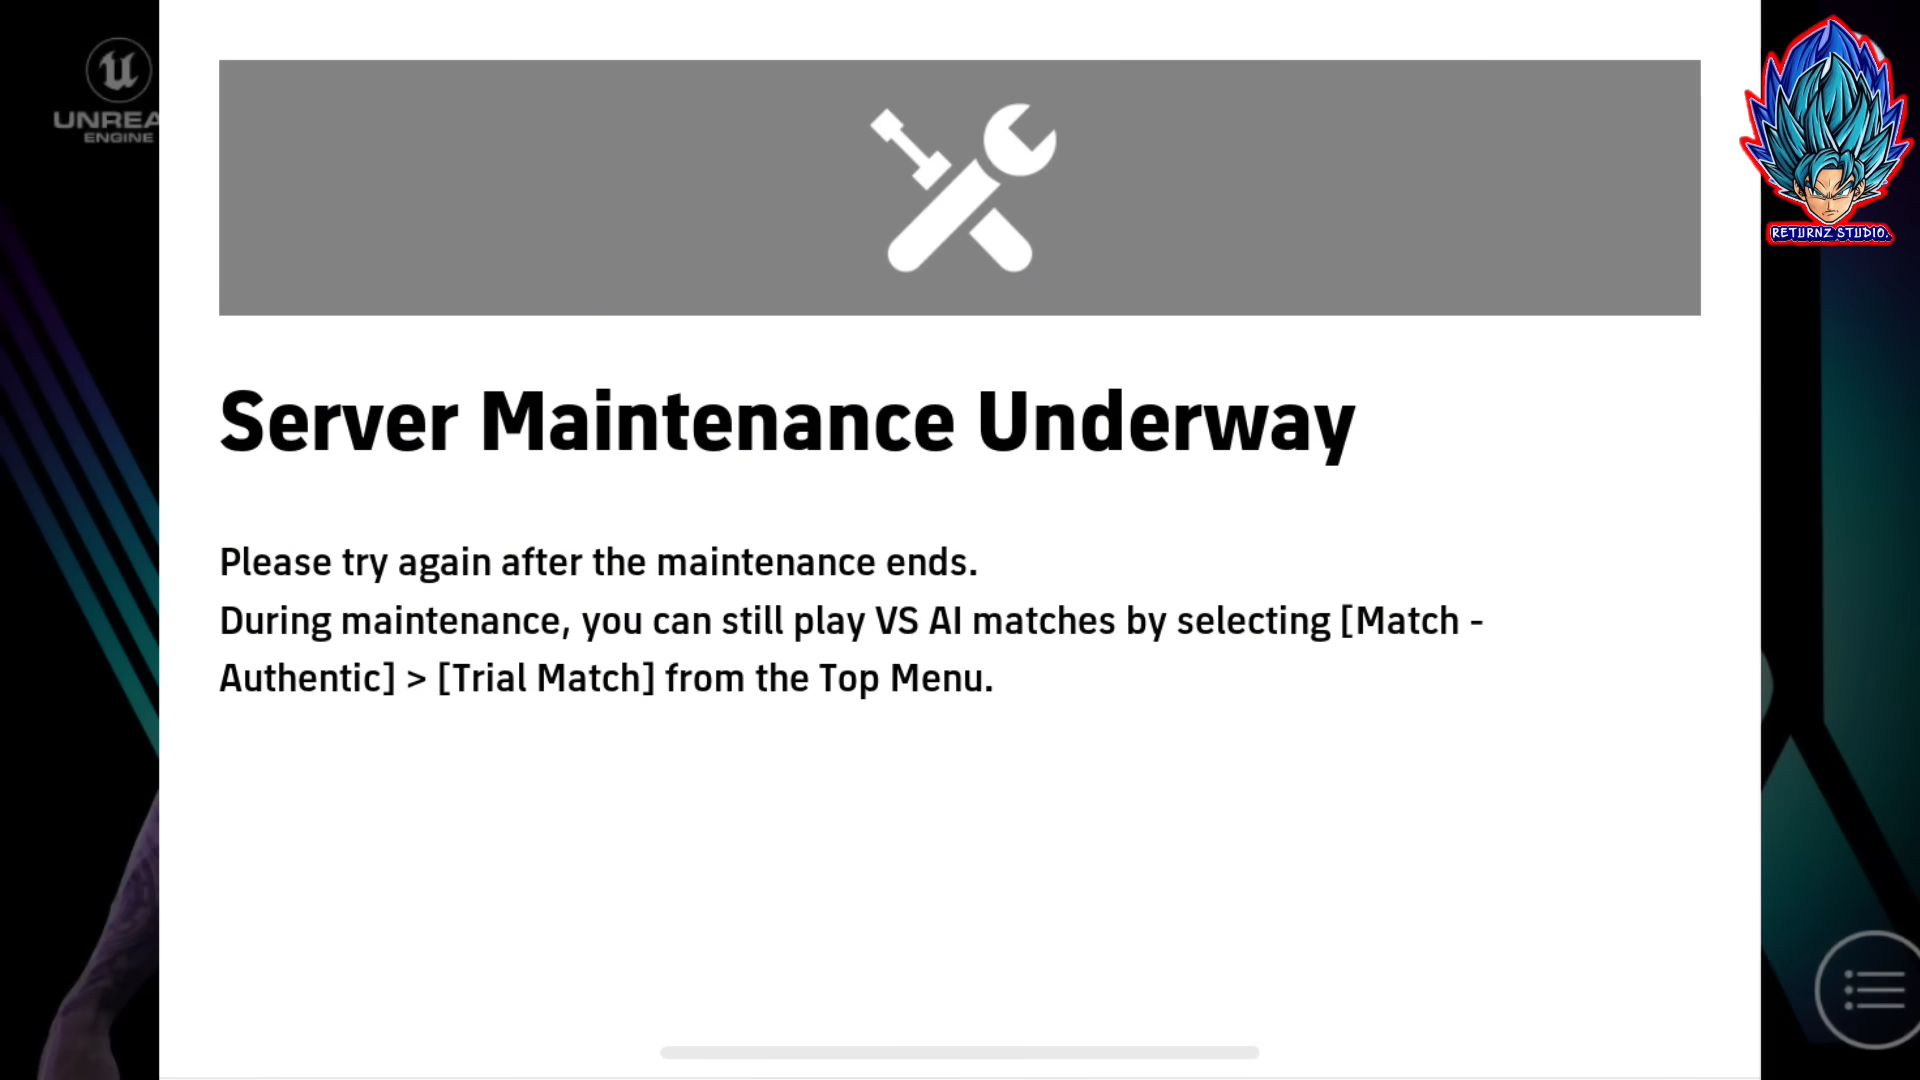 UNREA
ENGINE
RETURNZ STUDIO.
Server Maintenance Underway
Please try again after the maintenance ends.
During maintenance, you can still play VS AI matches by selecting [Match -
Authentic] > [Trial Match] from the Top Menu.